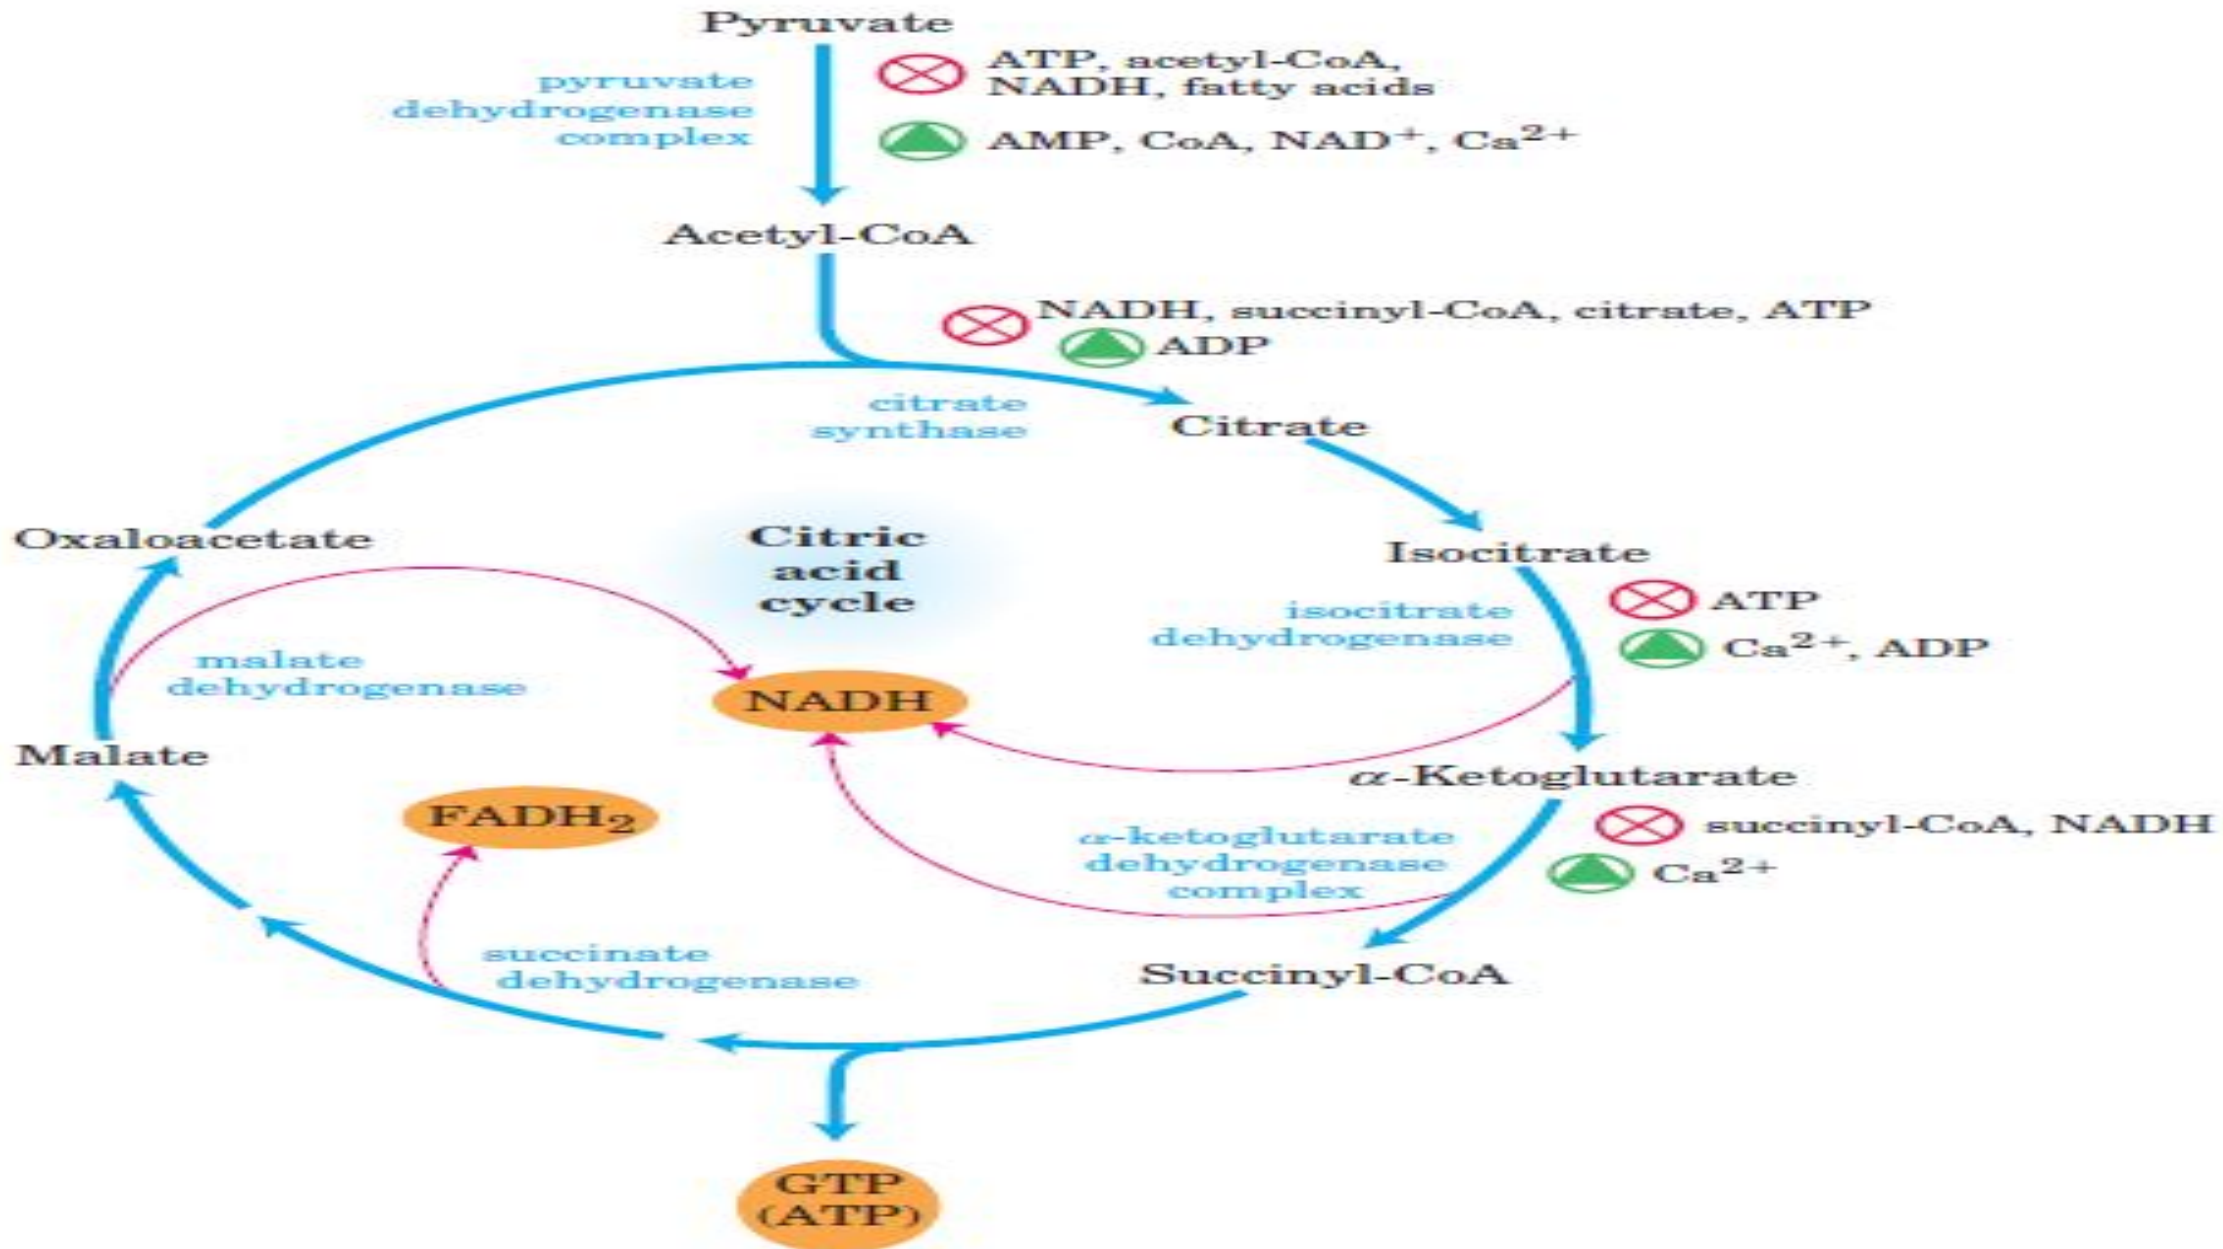 Pyruvate
pyruvate
dehydrogenase
complex
ATP, acetyl-CoA,
NADH, fatty acids
AMP, CoA, NAD⁺, Ca²⁺
Acetyl-CoA
NADH, succinyl-CoA, citrate, ATP
ADP
citrate
synthase
Citrate
Oxaloacetate
Citric
acid
cycle
Isocitrate
isocitrate
dehydrogenase
ATP
Ca²⁺, ADP
malate
dehydrogenase
NADH
Malate
α-Ketoglutarate
FADH₂
α-ketoglutarate
dehydrogenase
complex
succinyl-CoA, NADH
Ca²⁺
succinate
dehydrogenase
Succinyl-CoA
GTP
(ATP)